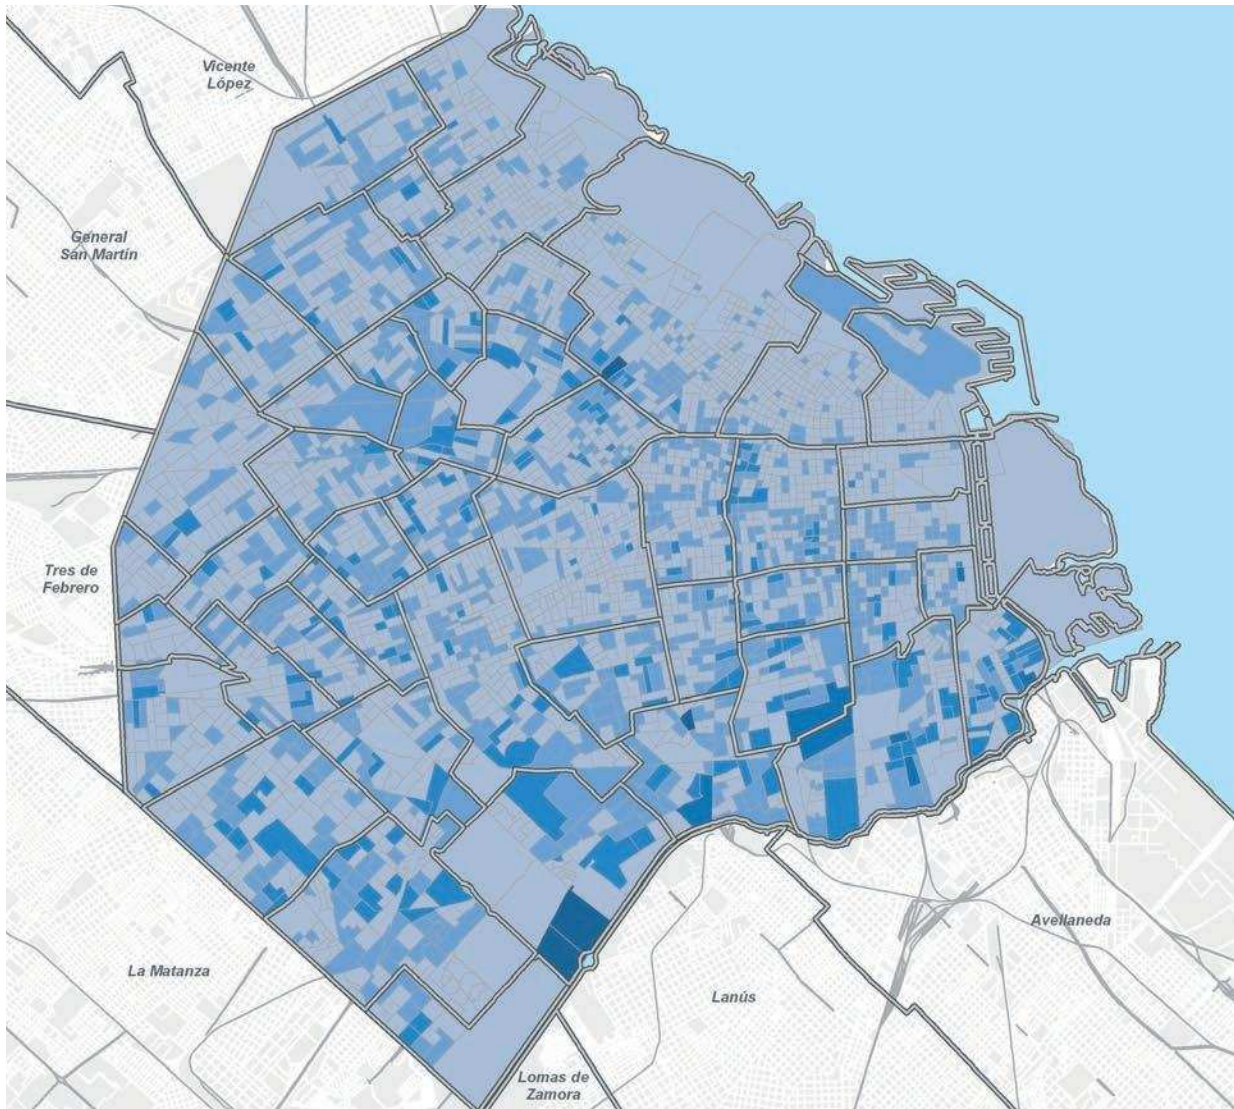 Vicente
López
General
San Martín
Tres de
Febrero
Avellaneda
La Matanza
Lanús
Lomas de
Zamora